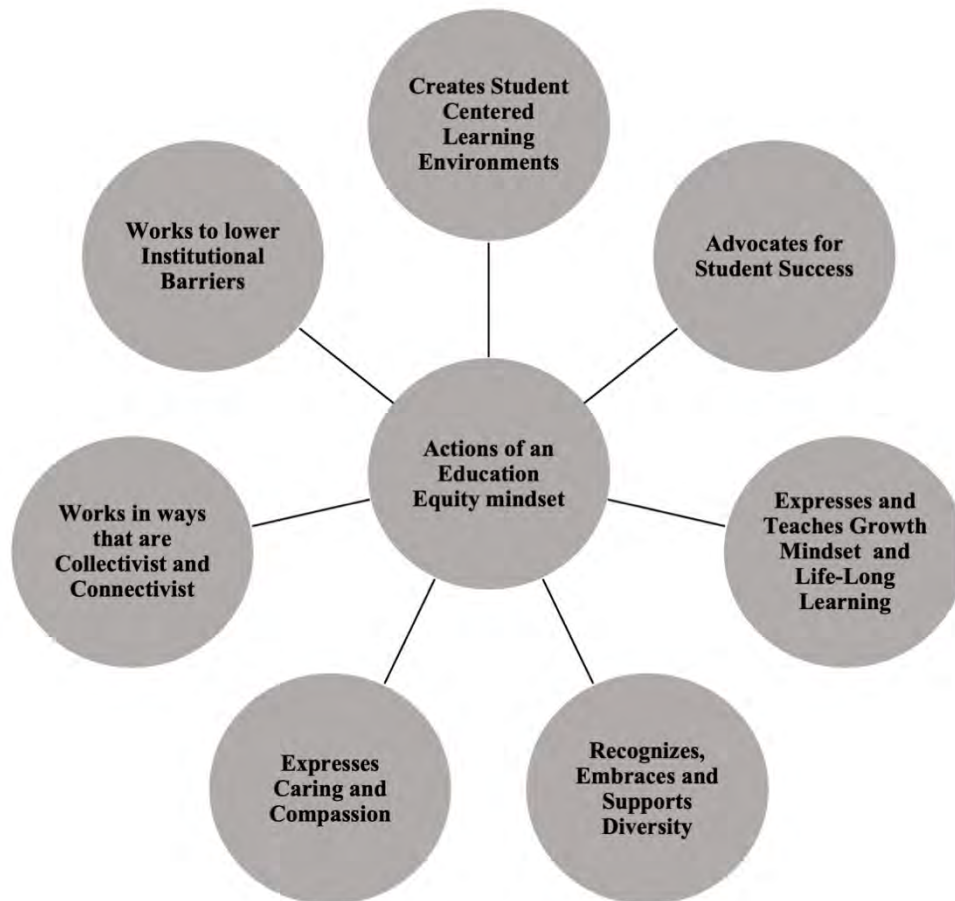 Creates Student
Centered
Learning
Environments
Advocates for
Student Success
Expresses and
Teaches Growth
Mindset and
Life-Long
Learning
Recognizes,
Embraces and
Supports
Diversity
Expresses
Caring and
Compassion
Works in ways
that are
Collectivist and
Connectivist
Works to lower
Institutional
Barriers
Actions of an
Education
Equity mindset